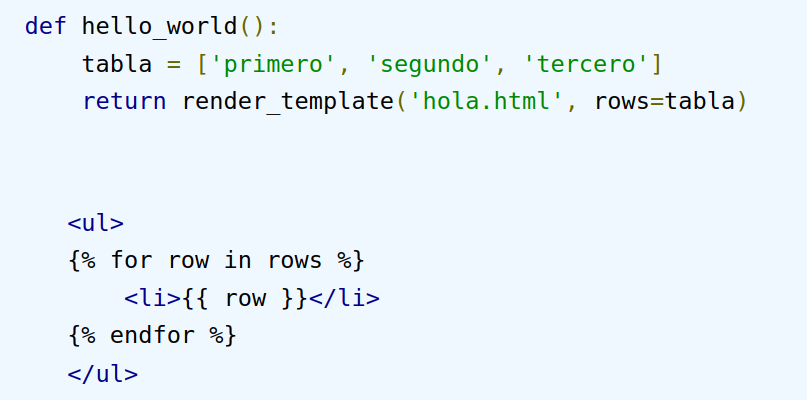 def hello_world():
    tabla = ['primero', 'segundo', 'tercero']
    return render_template('hola.html', rows=tabla)
<ul>
{% for row in rows %}
    <li>{{ row }}</li>
{% endfor %}
</ul>